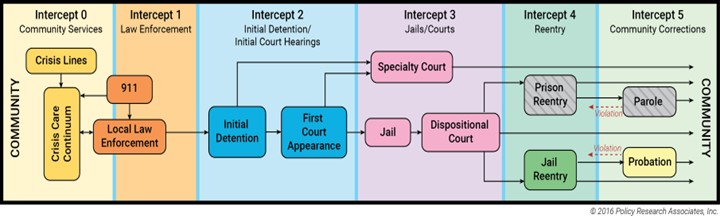 Intercept 0
Community Services
Intercept 1
Law Enforcement
Intercept 2
Initial Detention/
Initial Court Hearings
Intercept 3
Jails/Courts
Intercept 4
Reentry
Intercept 5
Community Corrections
COMMUNITY
Crisis Lines
Crisis Care
Continuum
911
Local Law
Enforcement
Initial
Detention
First
Court
Appearance
Specialty Court
Jail
Dispositional
Court
Prison
Reentry
Parole
Violation
Jail
Reentry
Probation
Violation
COMMUNITY
© 2016 Policy Research Associates, Inc.